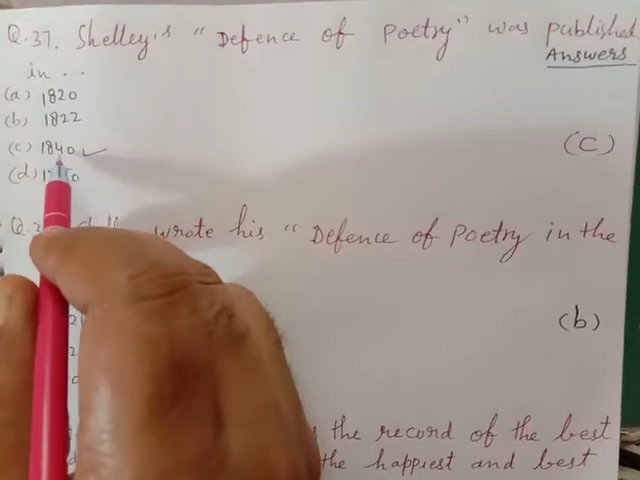 Q.37. Shelley's "Defence of Poetry" was published
in . .
Answers
(a) 1820
(b) 1822
(c) 1840 ✓
(C)
(d)
wrote his "Defence of Poetry in the
(b)
the record of the best
the happiest and best